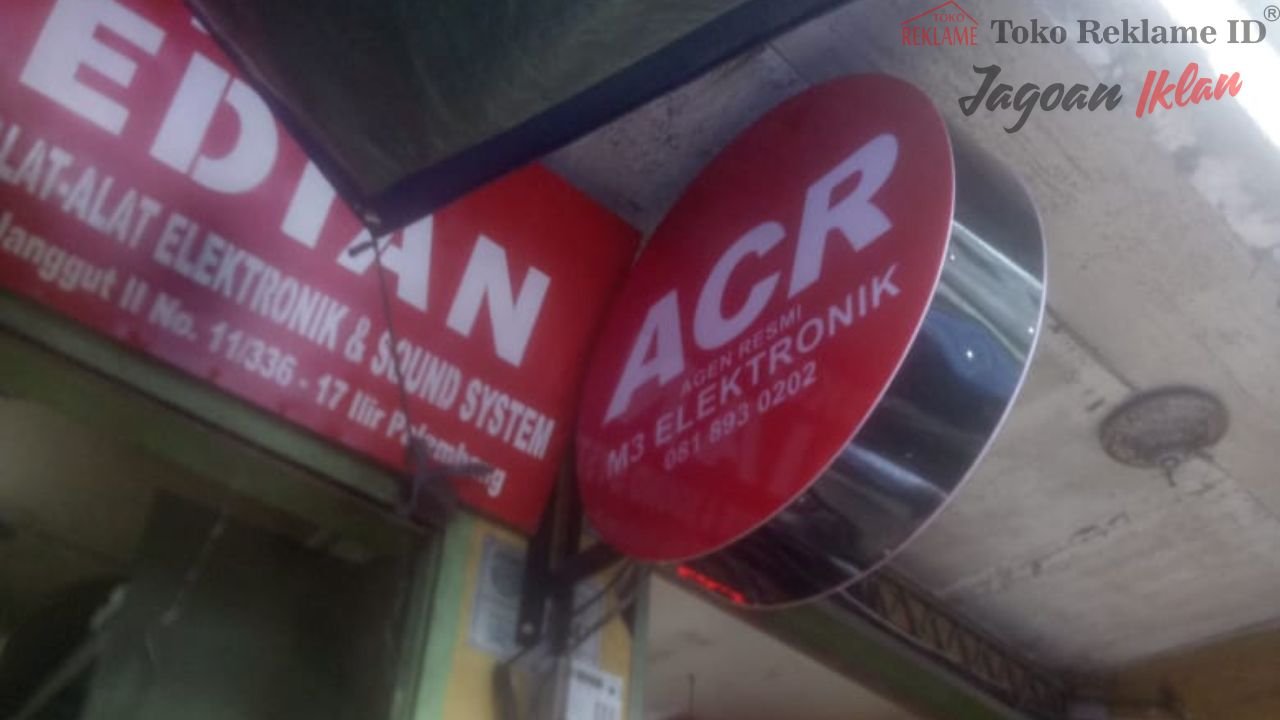 EDIAN
ALAT-ALAT ELEKTRONIK & SOUND SYSTEM
langgut II No. 11/336 - 17 Ilir Palembang
ACR
AGEN RESMI
M3 ELEKTRONIK
081 893 0202
TOKO
REKLAME
Toko Reklame ID®
Jagoan Iklan